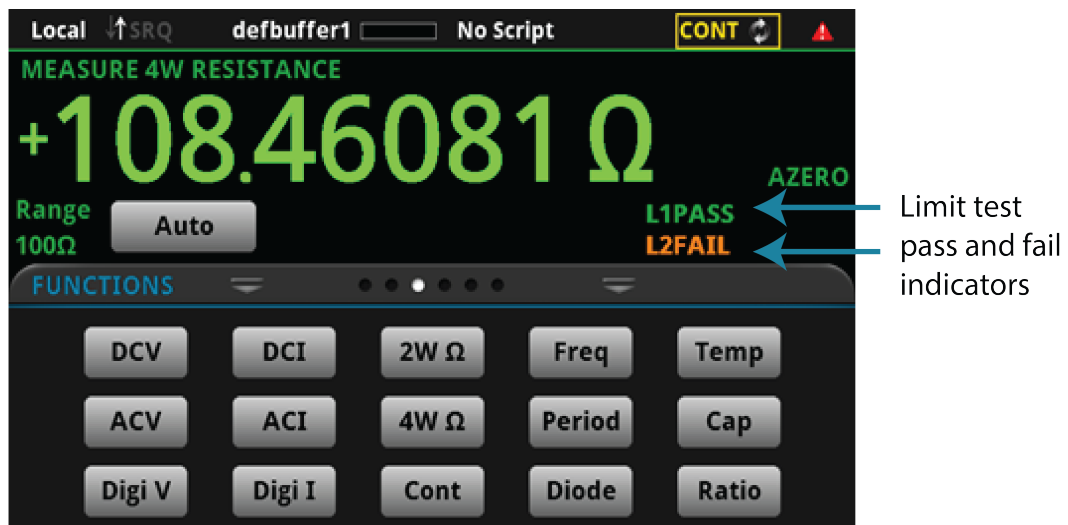 Local SRQ defbuffer1 No Script CONT
MEASURE 4W RESISTANCE
+108.46081 Ω
AZERO
Range
100Ω
Auto
L1PASS
L2FAIL
Limit test
pass and fail
indicators
FUNCTIONS
DCV DCI 2W Ω Freq Temp
ACV ACI 4W Ω Period Cap
Digi V Digi I Cont Diode Ratio